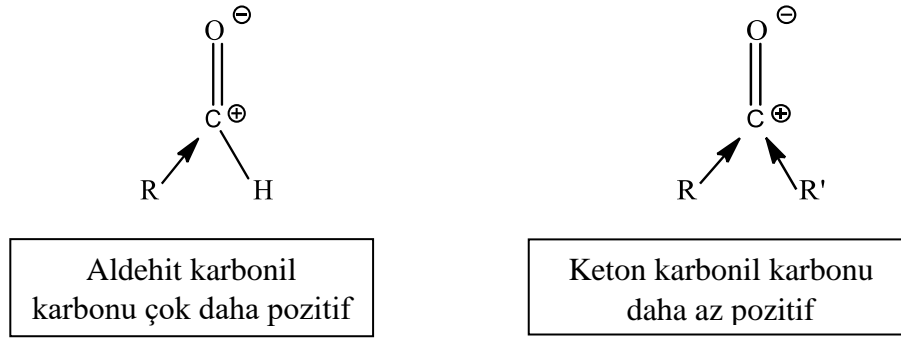 O ⊖
C ⊕
R H
Aldehit karbonil
karbonu çok daha pozitif
O ⊖
C ⊕
R R'
Keton karbonil karbonu
daha az pozitif